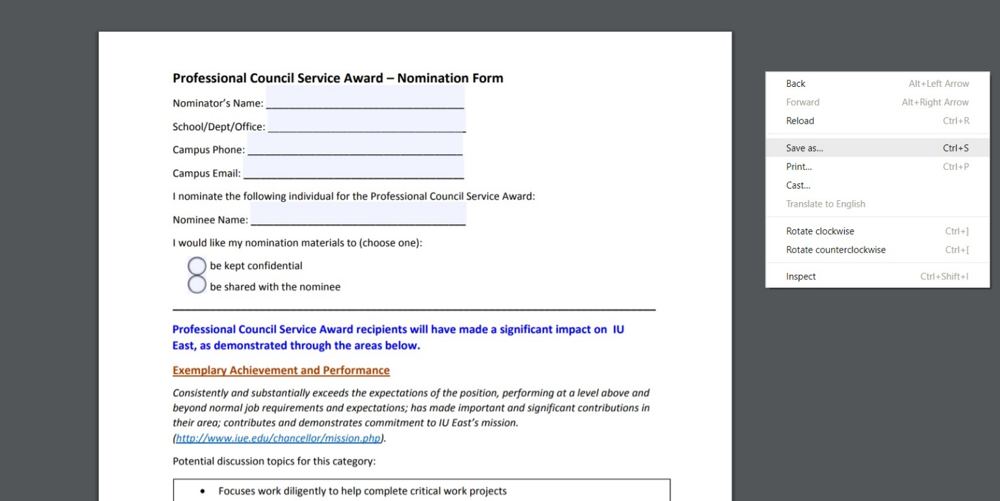 Professional Council Service Award – Nomination Form
Nominator's Name:
School/Dept/Office:
Campus Phone:
Campus Email:
I nominate the following individual for the Professional Council Service Award:
Nominee Name:
I would like my nomination materials to (choose one):
be kept confidential
be shared with the nominee
Professional Council Service Award recipients will have made a significant impact on IU
East, as demonstrated through the areas below.
Exemplary Achievement and Performance
Consistently and substantially exceeds the expectations of the position, performing at a level above and
beyond normal job requirements and expectations; has made important and significant contributions in
their area; contributes and demonstrates commitment to IU East's mission.
(http://www.iue.edu/chancellor/mission.php).
Potential discussion topics for this category:
• Focuses work diligently to help complete critical work projects
Back Alt+Left Arrow
Forward Alt+Right Arrow
Reload Ctrl+R
Save as... Ctrl+S
Print... Ctrl+P
Cast...
Translate to English
Rotate clockwise Ctrl+]
Rotate counterclockwise Ctrl+[
Inspect Ctrl+Shift+I